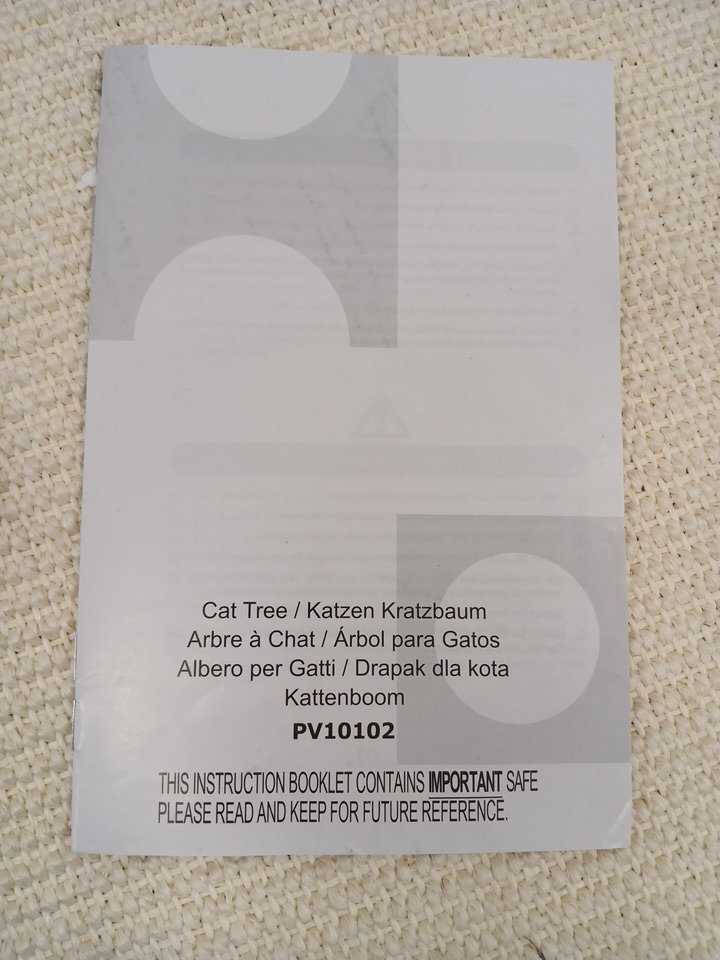 Cat Tree / Katzen Kratzbaum
Arbre à Chat / Árbol para Gatos
Albero per Gatti / Drapak dla kota
Kattenboom
PV10102
THIS INSTRUCTION BOOKLET CONTAINS IMPORTANT SAFE
PLEASE READ AND KEEP FOR FUTURE REFERENCE.